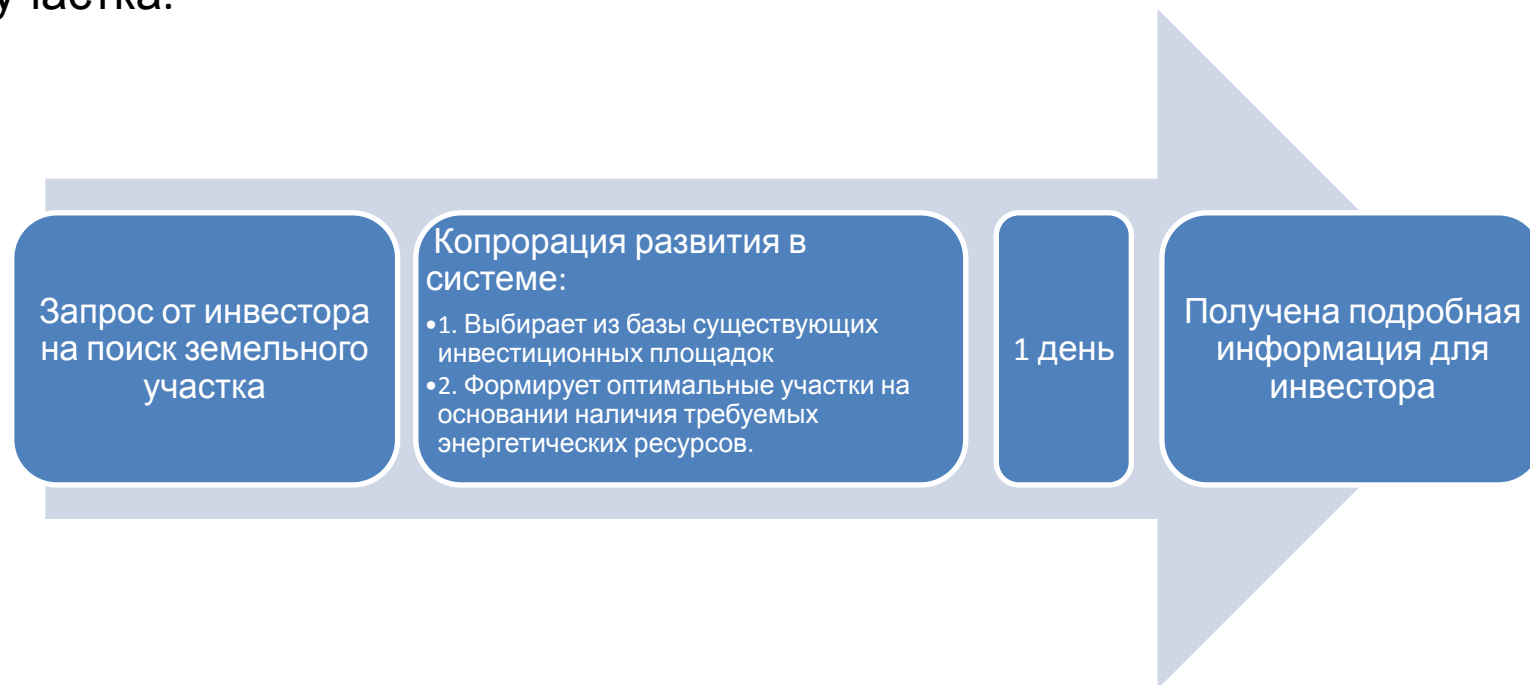 участка.
Запрос от инвестора
на поиск земельного
участка
Копрорация развития в
системе:
•1. Выбирает из базы существующих
инвестиционных площадок
•2. Формирует оптимальные участки на
основании наличия требуемых
энергетических ресурсов.
1 день
Получена подробная
информация для
инвестора